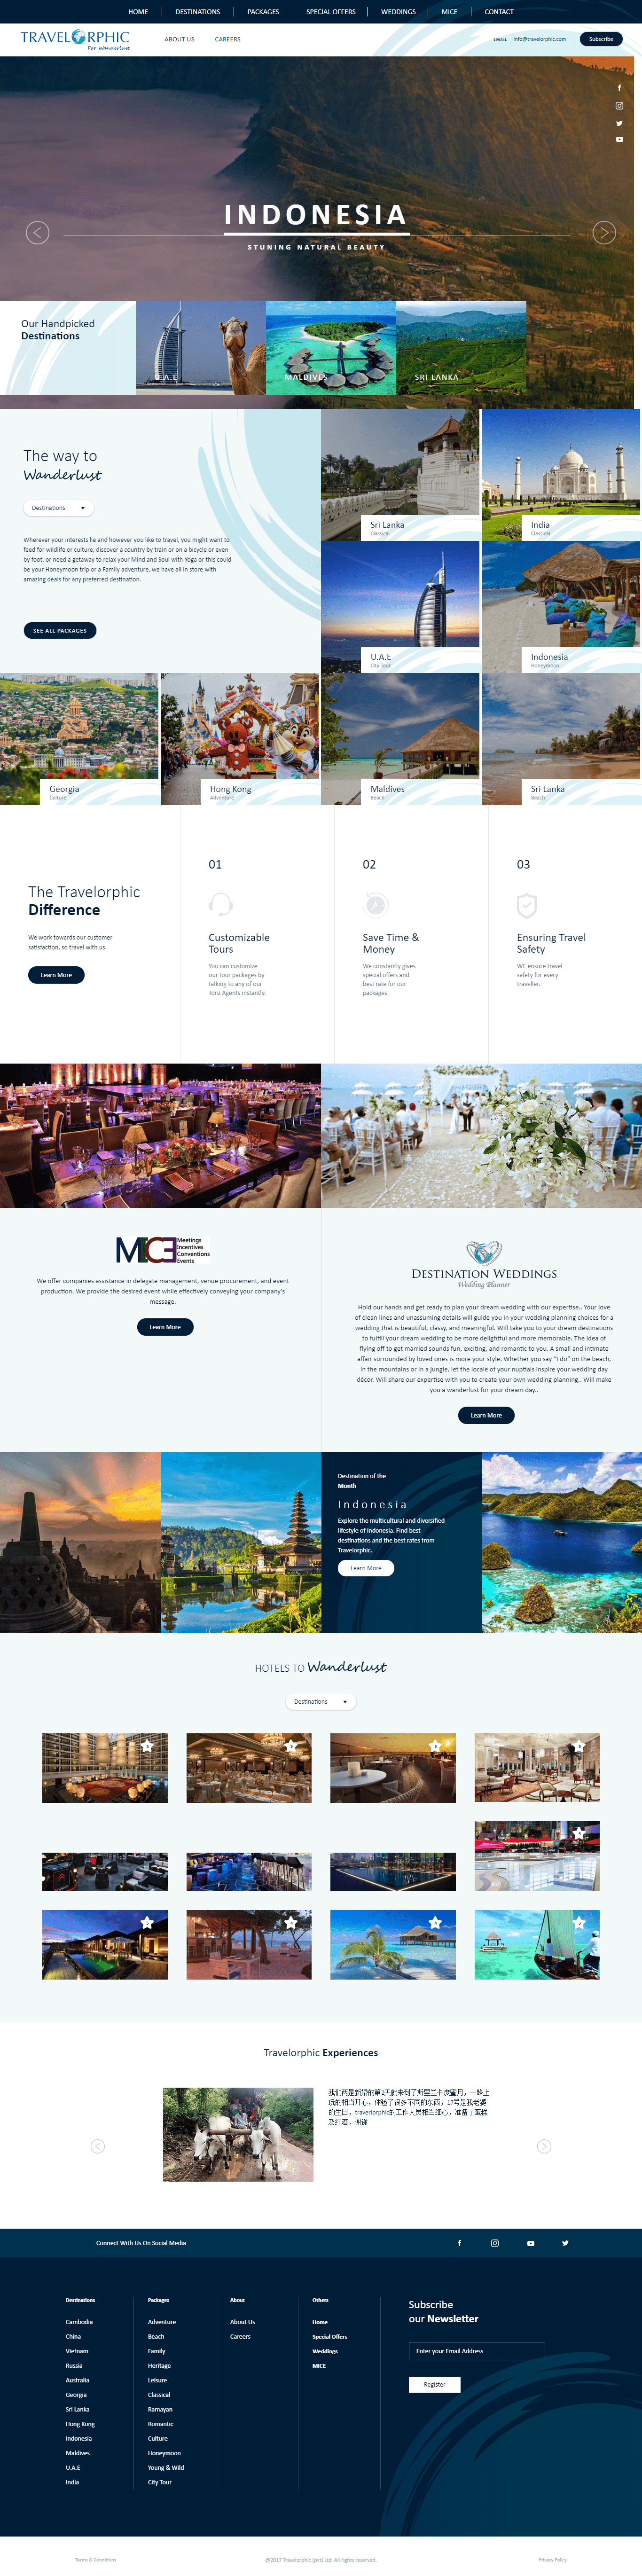 HOME DESTINATIONS PACKAGES SPECIAL OFFERS WEDDINGS MICE CONTACT
TRAVELORPHIC
For Wanderlust
ABOUT US CAREERS
EMAIL info@travelorphic.com
Subscribe
INDONESIA
STUNING NATURAL BEAUTY
Our Handpicked
Destinations
U.A.E
MALDIVES
SRI LANKA
The way to
Wanderlust
Destinations
Wherever your interests lie and however you like to travel, you might want to
feed for wildlife or culture, discover a country by train or on a bicycle or even
by foot, or need a getaway to relax your Mind and Soul with Yoga or this could
be your Honeymoon trip or a Family adventure, we have all in store with
amazing deals for any preferred destination.
SEE ALL PACKAGES
Sri Lanka
Classical
India
Classical
U.A.E
City Tour
Indonesia
Honeymoon
Georgia
Culture
Hong Kong
Adventure
Maldives
Beach
Sri Lanka
Beach
The Travelorphic
Difference
We work towards our customer
satisfaction, so travel with us.
Learn More
01
Customizable
Tours
You can customize
our tour packages by
talking to any of our
Toru Agents instantly.
02
Save Time &
Money
We constantly gives
special offers and
best rate for our
packages.
03
Ensuring Travel
Safety
WE ensure travel
safety for every
traveller.
MICE
Meetings
Incentives
Conventions
Events
We offer companies assistance in delegate management, venue procurement, and event
production. We provide the desired event while effectively conveying your company's
message.
Learn More
DESTINATION WEDDINGS
Wedding Planner
Hold our hands and get ready to plan your dream wedding with our expertise.. Your love
of clean lines and unassuming details will guide you in your wedding planning choices for a
wedding that is beautiful, classy, and meaningful. Will take you to your dream destinations
to fulfill your dream wedding to be more delightful and more memorable. The idea of
flying off to get married sounds fun, exciting, and romantic to you. A small and intimate
affair surrounded by loved ones is more your style. Whether you say "I do" on the beach,
in the mountains or in a jungle, let the locale of your nuptials inspire your wedding day
décor. Will share our expertise with you to create your own wedding planning.. Will make
you a wanderlust for your dream day..
Learn More
Destination of the
Month
Indonesia
Explore the multicultural and diversified
lifestyle of Indonesia. Find best
destinations and the best rates from
Travelorphic.
Learn More
HOTELS TO Wanderlust
Destinations
Travelorphic Experiences
我们两是新婚的第2天就来到了斯里兰卡度蜜月，一路上
玩的相当开心，体验了很多不同的东西，17号是我老婆
的生日，travelorphic的工作人员相当细心，准备了蛋糕
及红酒，谢谢
Connect With Us On Social Media
Destinations
Cambodia
China
Vietnam
Russia
Australia
Georgia
Sri Lanka
Hong Kong
Indonesia
Maldives
U.A.E
India
Packages
Adventure
Beach
Family
Heritage
Leisure
Classical
Ramayan
Romantic
Culture
Honeymoon
Young & Wild
City Tour
About
About Us
Careers
Others
Home
Special Offers
Weddings
MICE
Subscribe
our Newsletter
Enter your Email Address
Register
Terms & Conditions
@2017 Travelorphic (pvt) Ltd. All rights reserved.
Privacy Policy